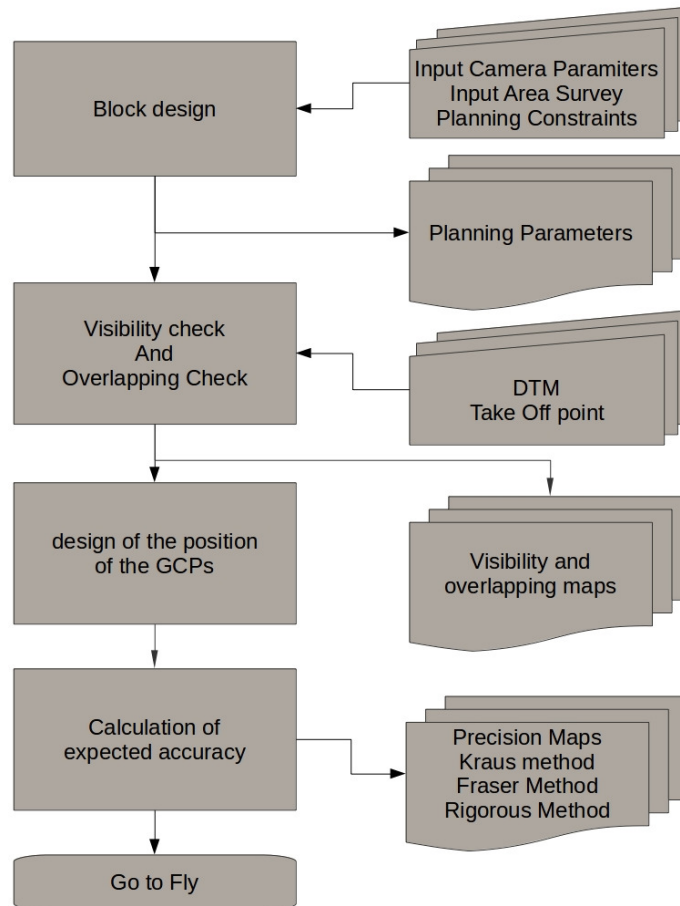 Block design
Input Camera Paramiters
Input Area Survey
Planning Constraints
Planning Parameters
Visibility check
And
Overlapping Check
DTM
Take Off point
design of the position
of the GCPs
Visibility and
overlapping maps
Calculation of
expected accuracy
Precision Maps
Kraus method
Fraser Method
Rigorous Method
Go to Fly